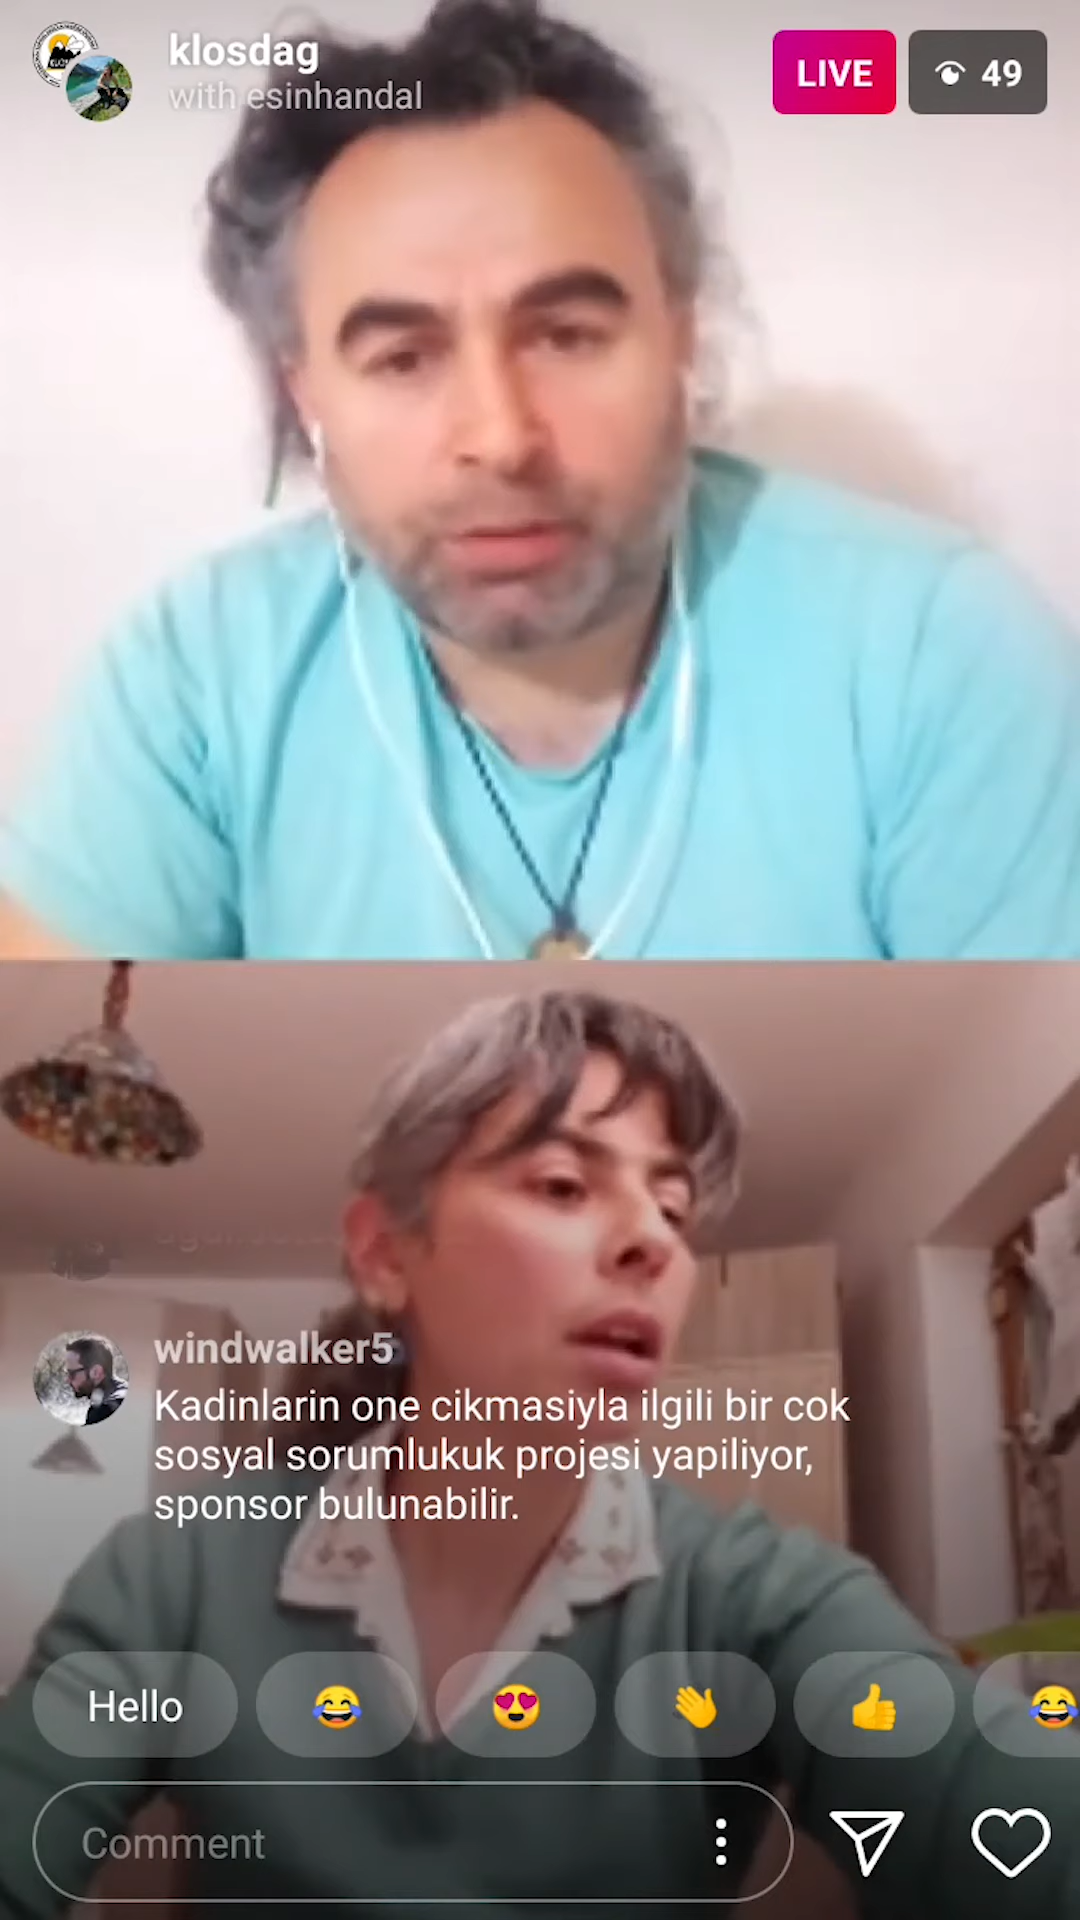 klosdag
with esinhandal
LIVE
49
windwalker5
Kadinlarin one cikmasiyla ilgili bir cok
sosyal sorumlukuk projesi yapiliyor,
sponsor bulunabilir.
Hello
Comment